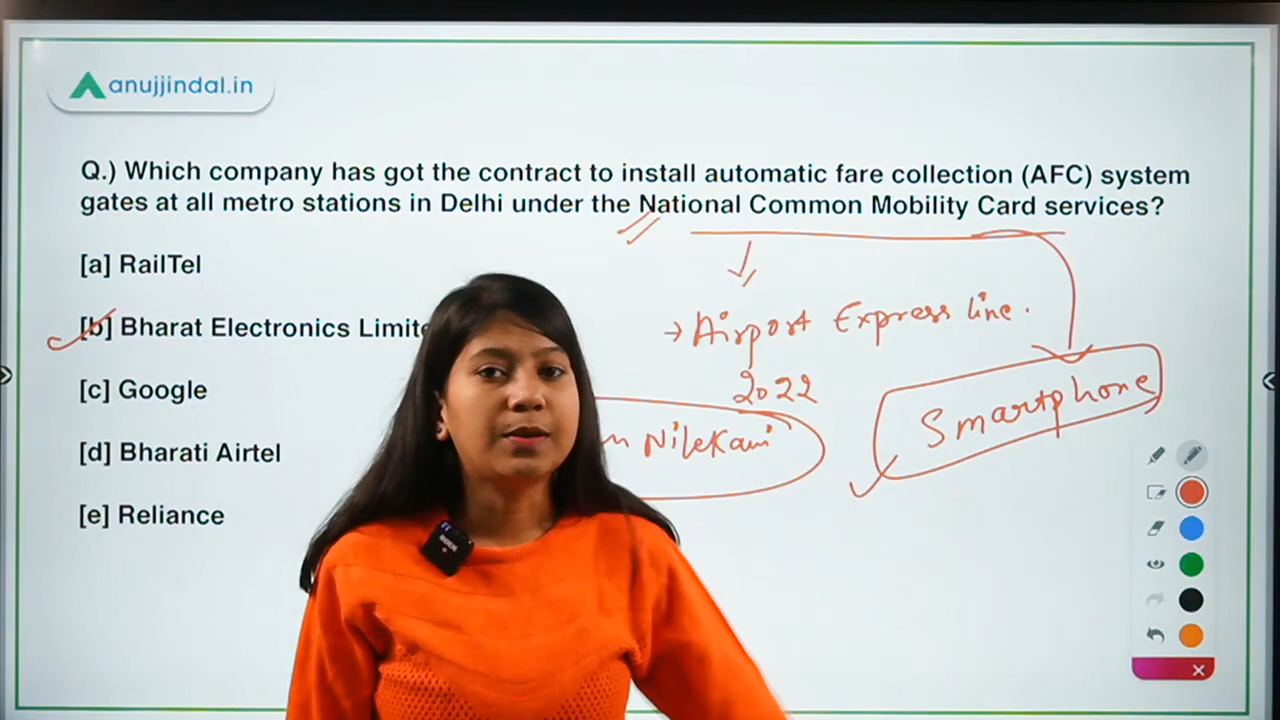 anujjindal.in
Q.) Which company has got the contract to install automatic fare collection (AFC) system
gates at all metro stations in Delhi under the National Common Mobility Card services?
[a] RailTel
[b] Bharat Electronics Limite
[c] Google
[d] Bharati Airtel
[e] Reliance
→ Airport Express line.
2022
Nilekani
Smartphone